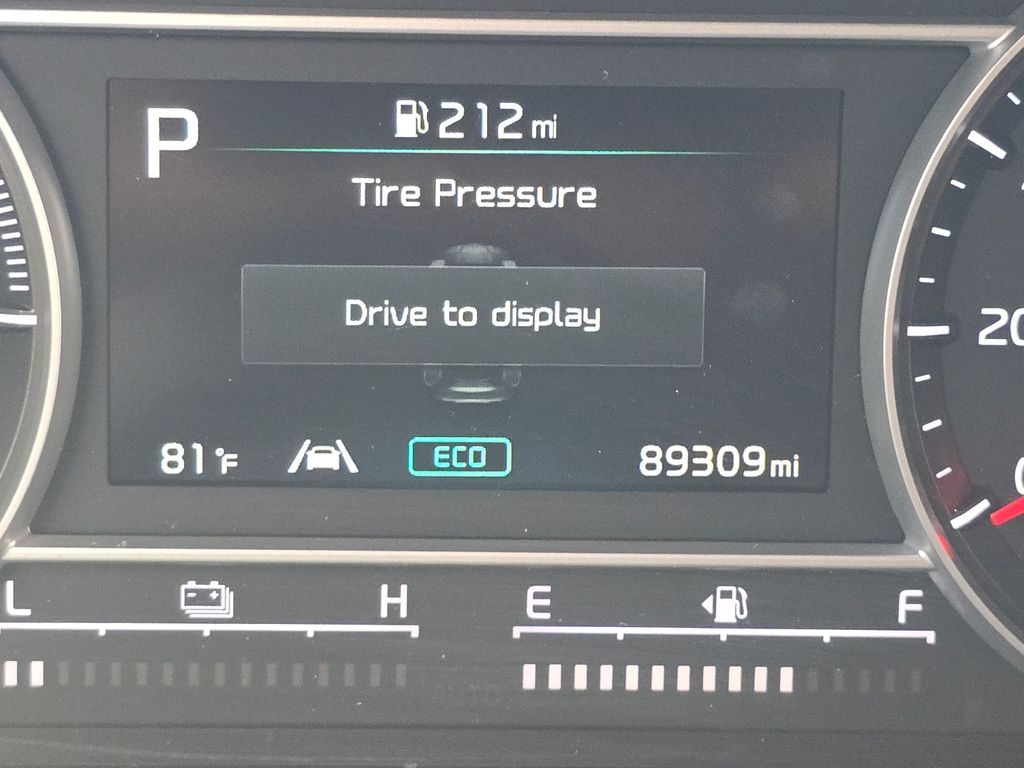 P
212 mi
Tire Pressure
Drive to display
81°F
ECO
89309 mi
20
L
H
E
F